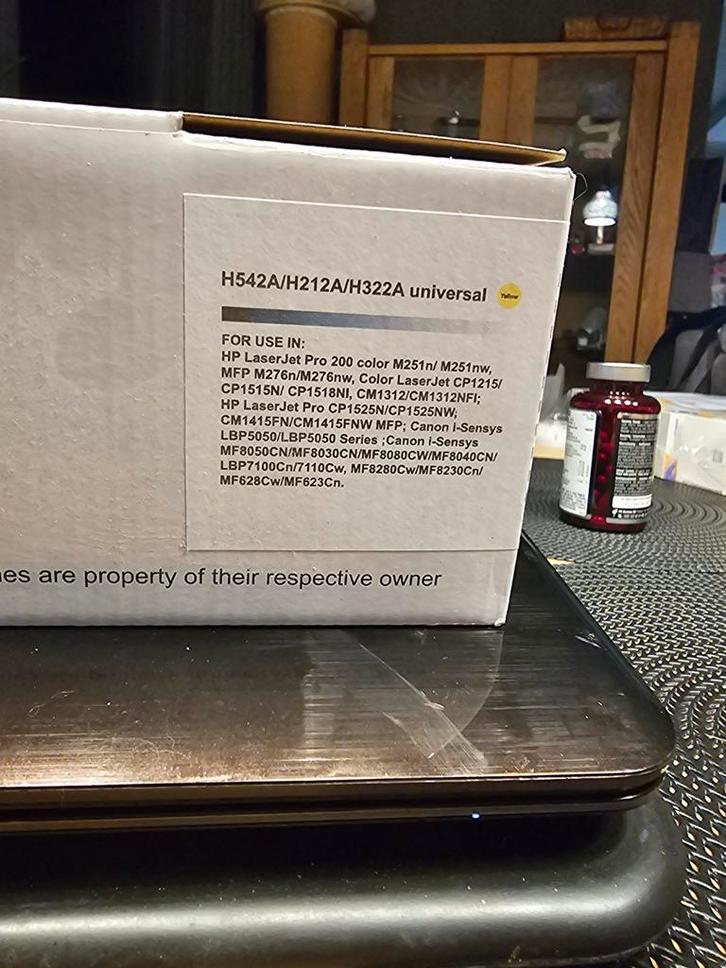 H542A/H212A/H322A universal Yellow
FOR USE IN:
HP LaserJet Pro 200 color M251n/ M251nw,
MFP M276n/M276nw, Color LaserJet CP1215/
CP1515N/ CP1518NI, CM1312/CM1312NFI;
HP LaserJet Pro CP1525N/CP1525NW;
CM1415FN/CM1415FNW MFP; Canon i-Sensys
LBP5050/LBP5050 Series ;Canon i-Sensys
MF8050CN/MF8030CN/MF8080CW/MF8040CN/
LBP7100Cn/7110Cw, MF8280Cw/MF8230Cn/
MF628Cw/MF623Cn.
are property of their respective owner